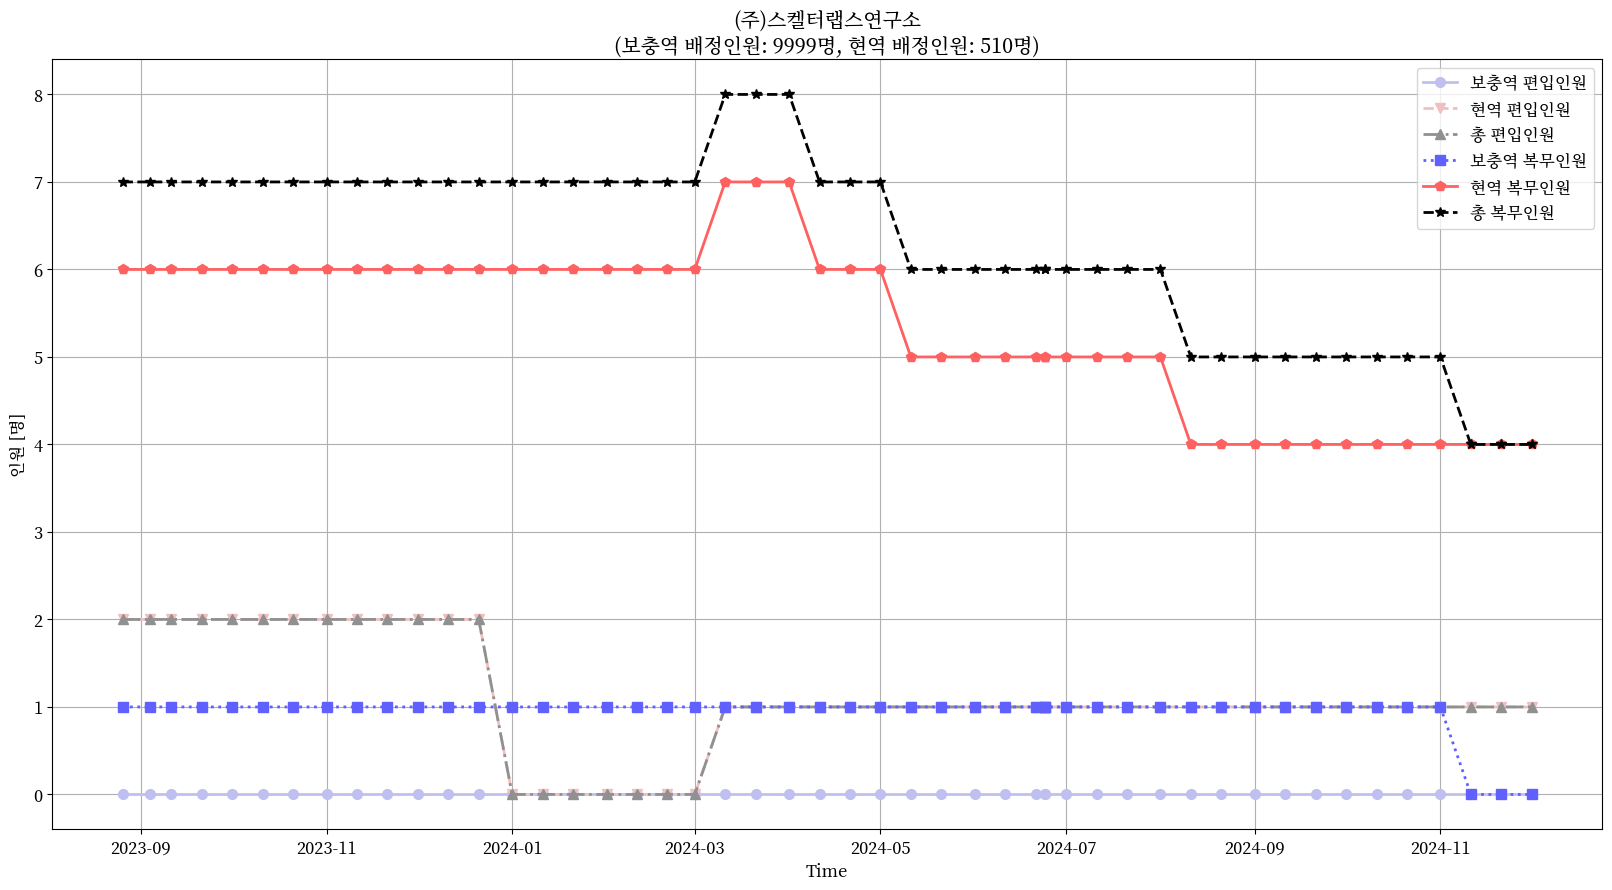 (주)스켈터랩스연구소
(보충역 배정인원: 9999명, 현역 배정인원: 510명)
보충역 편입인원
현역 편입인원
총 편입인원
보충역 복무인원
현역 복무인원
총 복무인원
인원 [명]
8
7
6
5
4
3
2
1
0
2023-09 2023-11 2024-01 2024-03 2024-05 2024-07 2024-09 2024-11
Time